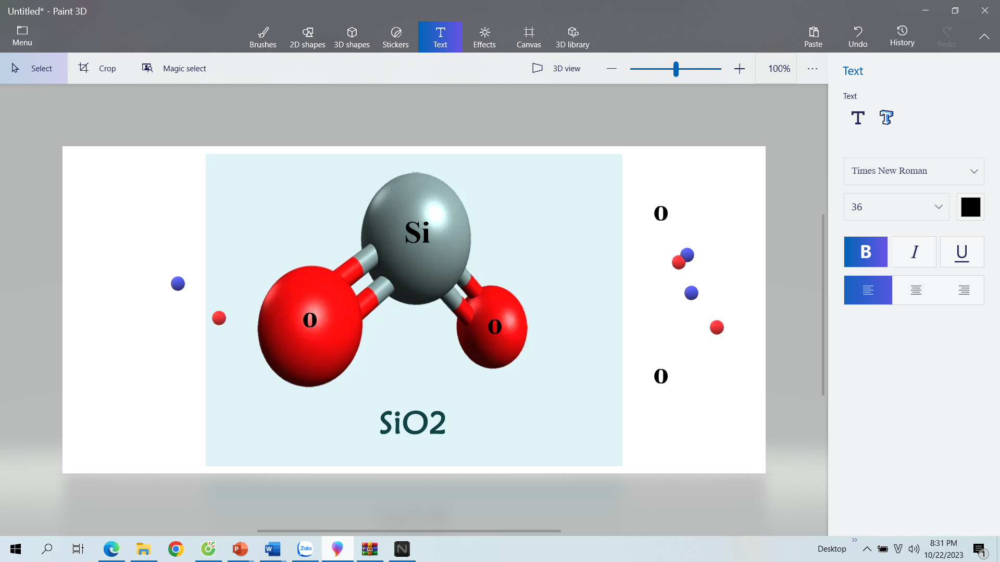 Untitled* - Paint 3D
Menu
Brushes
2D shapes
3D shapes
Stickers
Text
Effects
Canvas
3D library
Paste
Undo
History
Redo
Select
Crop
Magic select
3D view
100%
Text
Text
T
T
Times New Roman
36
B
I
U
Si
o
o
o
o
SiO2
Zalo
Desktop
V
8:31 PM
10/22/2023
1